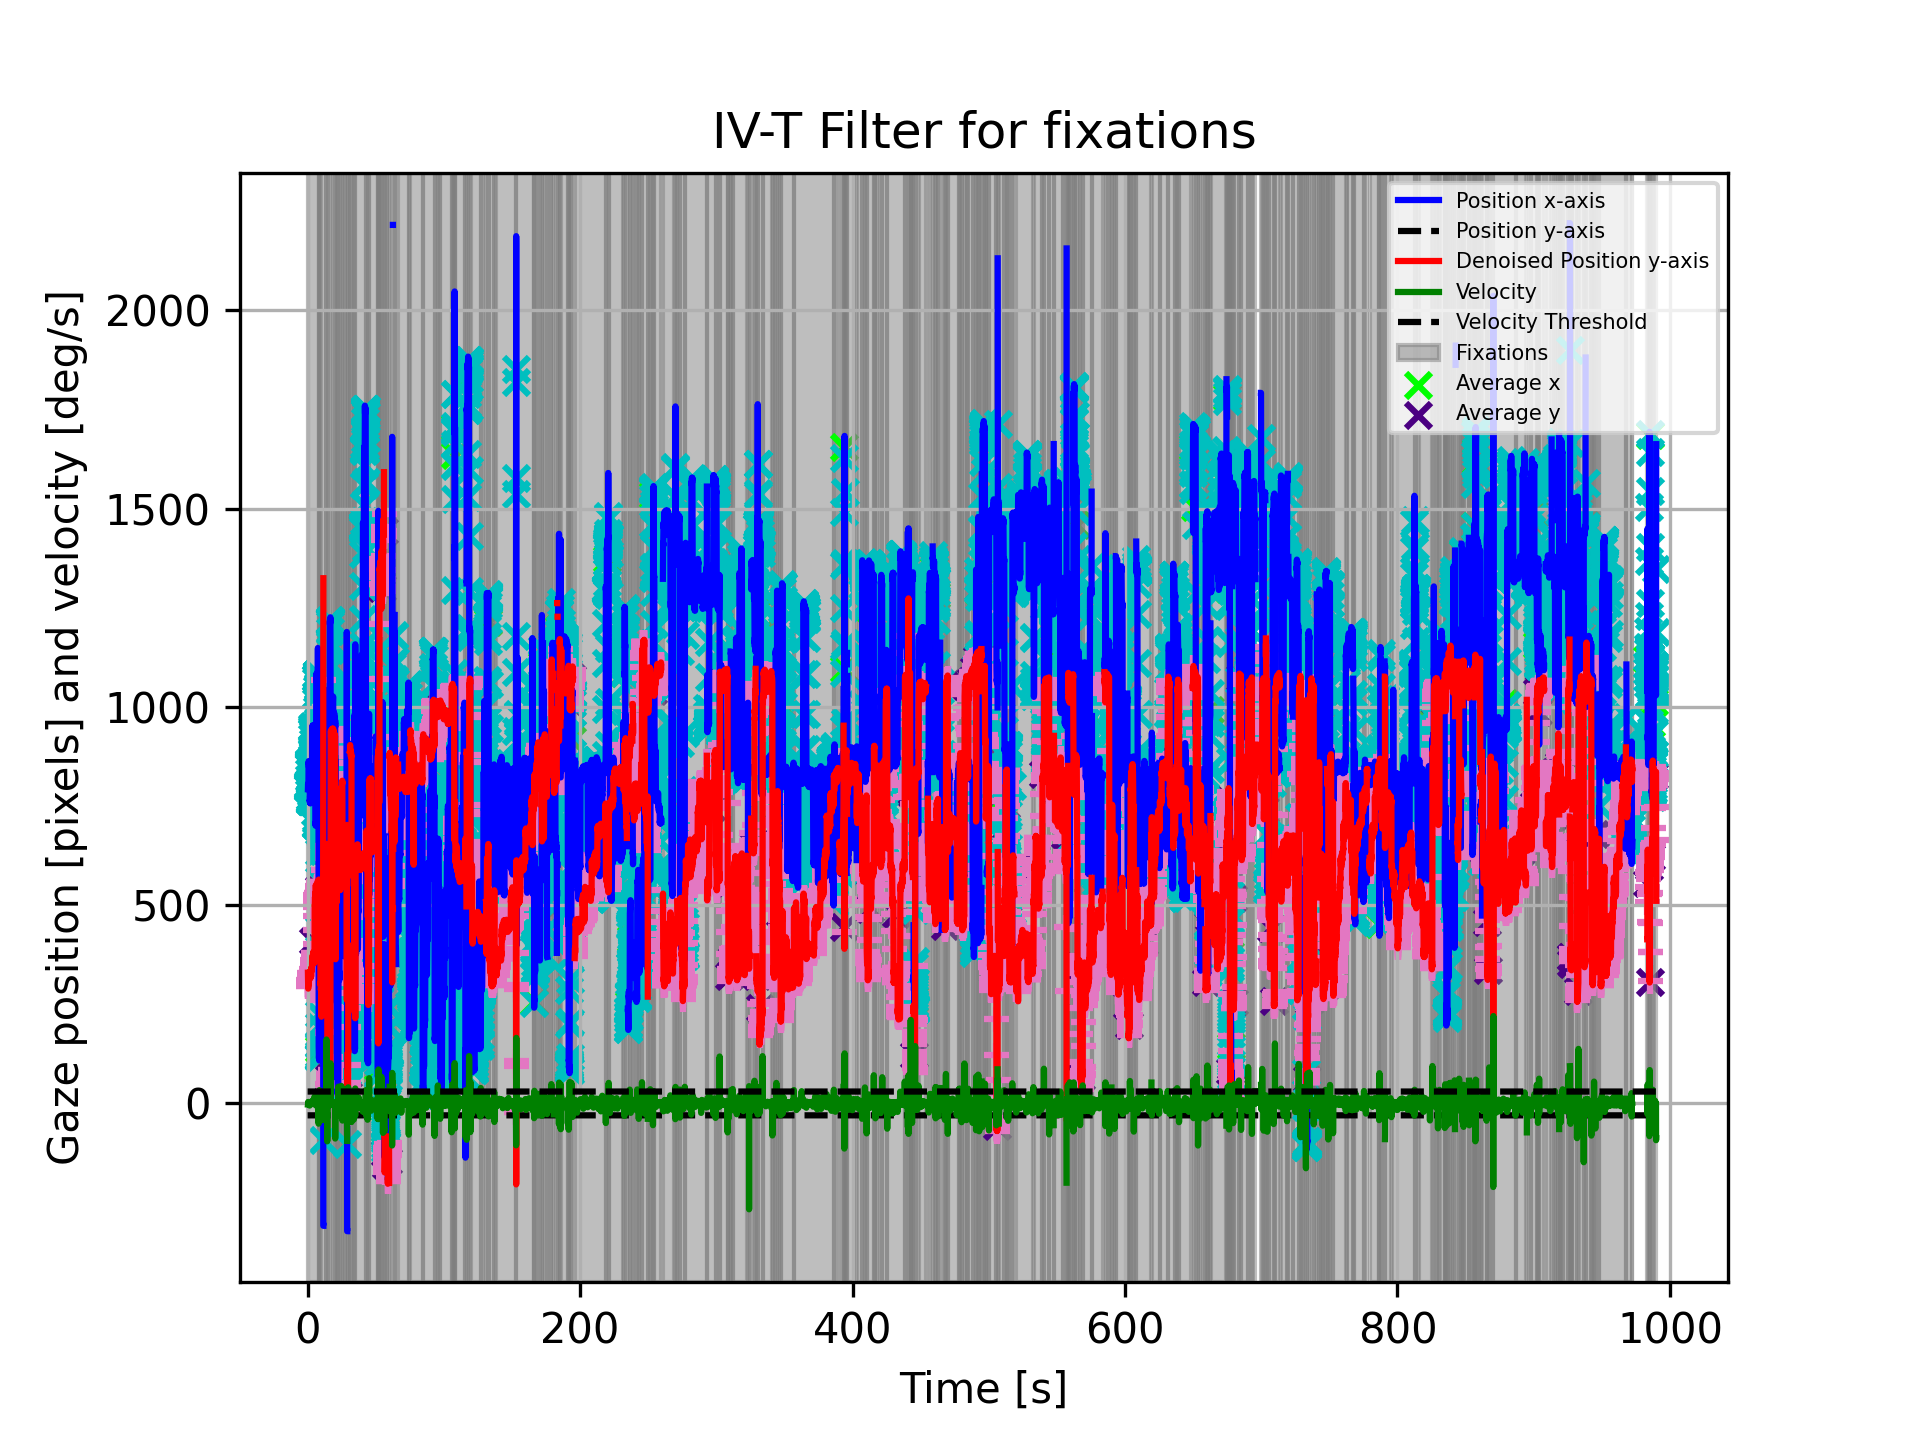 IV-T Filter for fixations
Gaze position [pixels] and velocity [deg/s]
2000
1500
1000
500
0
Position x-axis
Position y-axis
Denoised Position y-axis
Velocity
Velocity Threshold
Fixations
Average x
Average y
0
200
400
600
800
1000
Time [s]